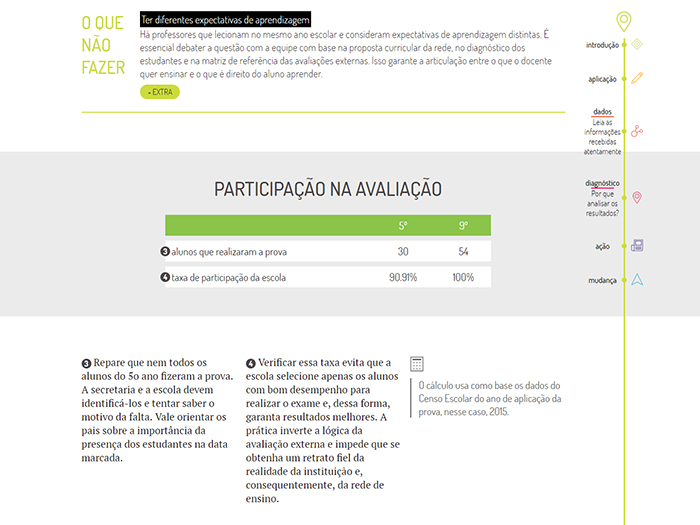 O QUE
NÃO
FAZER
Ter diferentes expectativas de aprendizagem
Há professores que lecionam no mesmo ano escolar e consideram expectativas de aprendizagem distintas. É
essencial debater a questão com a equipe com base na proposta curricular da rede, no diagnóstico dos
estudantes e na matriz de referência das avaliações externas. Isso garante a articulação entre o que o docente
quer ensinar e o que é direito do aluno aprender.
+ EXTRA
introdução
aplicação
dados
Leia as
informações
recebidas
atentamente
diagnóstico
Por que
analisar os
resultados?
ação
mudança
PARTICIPAÇÃO NA AVALIAÇÃO
5º 9º
3 alunos que realizaram a prova 30 54
4 taxa de participação da escola 90.91% 100%
3 Repare que nem todos os
alunos do 5o ano fizeram a prova.
A secretaria e a escola devem
identificá-los e tentar saber o
motivo da falta. Vale orientar os
pais sobre a importância da
presença dos estudantes na data
marcada.
4 Verificar essa taxa evita que a
escola selecione apenas os alunos
com bom desempenho para
realizar o exame e, dessa forma,
garanta resultados melhores. A
prática inverte a lógica da
avaliação externa e impede que se
obtenha um retrato fiel da
realidade da instituição e,
consequentemente, da rede de
ensino.
O cálculo usa como base os dados do
Censo Escolar do ano de aplicação da
prova, nesse caso, 2015.